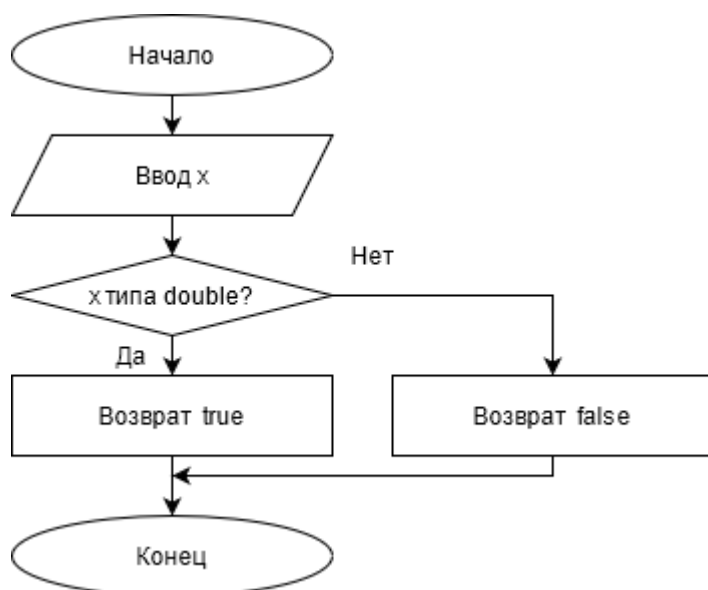 Начало
Ввод x
x типа double?
Нет
Да
Возврат true
Возврат false
Конец